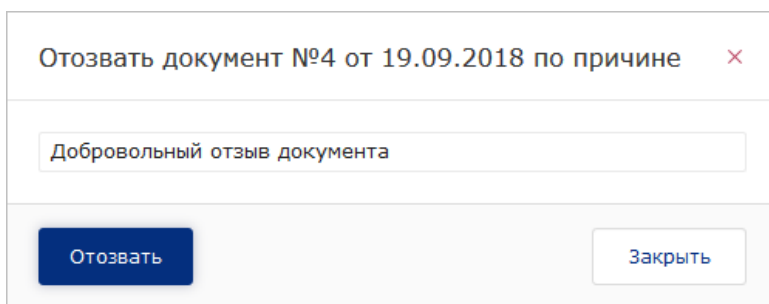 Отозвать документ №4 от 19.09.2018 по причине
Добровольный отзыв документа
Отозвать
Закрыть